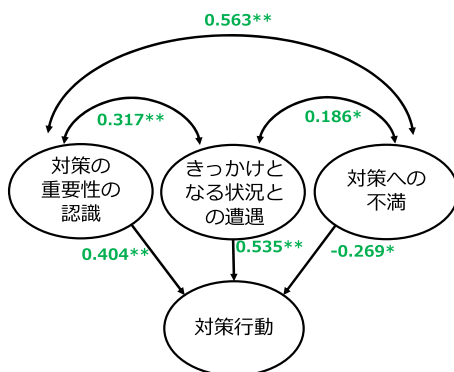 0.563**
0.317**
0.186*
対策の
重要性の
認識
きっかけと
なる状況と
の遭遇
対策への
不満
0.404**
0.535**
-0.269*
対策行動